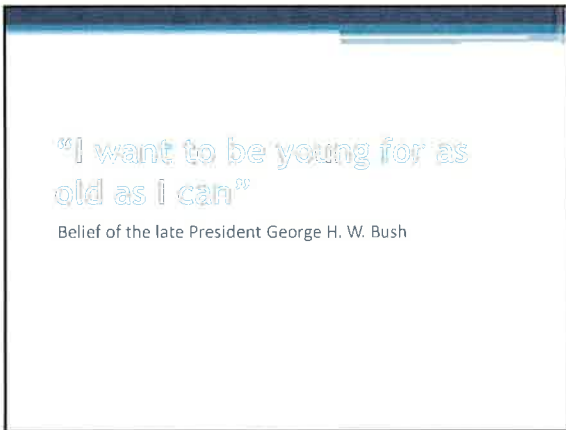 “I want to be young for as
old as I can”
Belief of the late President George H. W. Bush